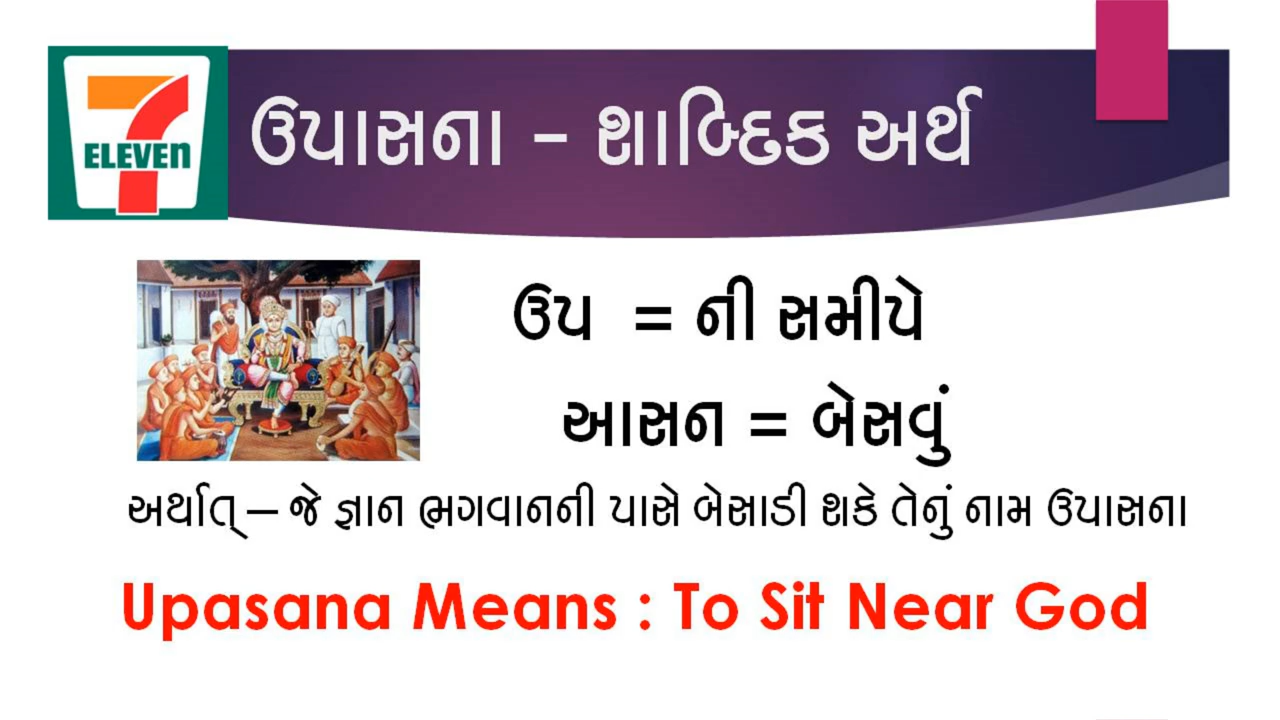 7
ELEVEN
ઉપાસના – શાબ્દિક અર્થ
ઉપ = ની સમીપે
આસન = બેસવું
અર્થાત્ – જે જ્ઞાન ભગવાનની પાસે બેસાડી શકે તેનું નામ ઉપાસના
Upasana Means : To Sit Near God